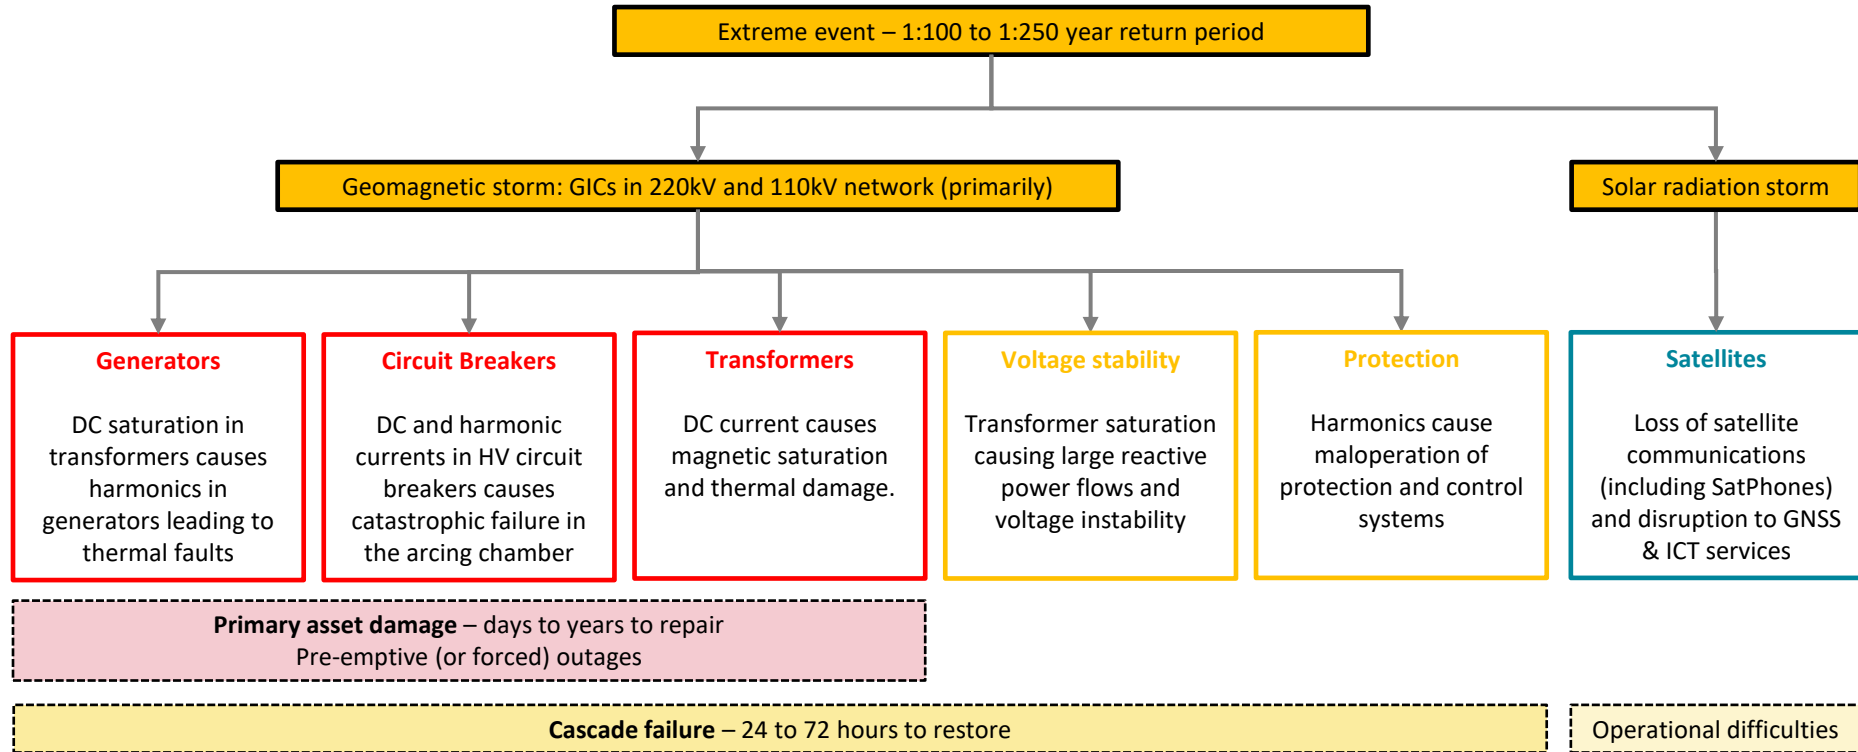 Extreme event – 1:100 to 1:250 year return period
Geomagnetic storm: GICs in 220kV and 110kV network (primarily)
Solar radiation storm
Generators
DC saturation in
transformers causes
harmonics in
generators leading to
thermal faults
Circuit Breakers
DC and harmonic
currents in HV circuit
breakers causes
catastrophic failure in
the arcing chamber
Transformers
DC current causes
magnetic saturation
and thermal damage.
Voltage stability
Transformer saturation
causing large reactive
power flows and
voltage instability
Protection
Harmonics cause
maloperation of
protection and control
systems
Satellites
Loss of satellite
communications
(including SatPhones)
and disruption to GNSS
& ICT services
Primary asset damage – days to years to repair
Pre-emptive (or forced) outages
Cascade failure – 24 to 72 hours to restore
Operational difficulties